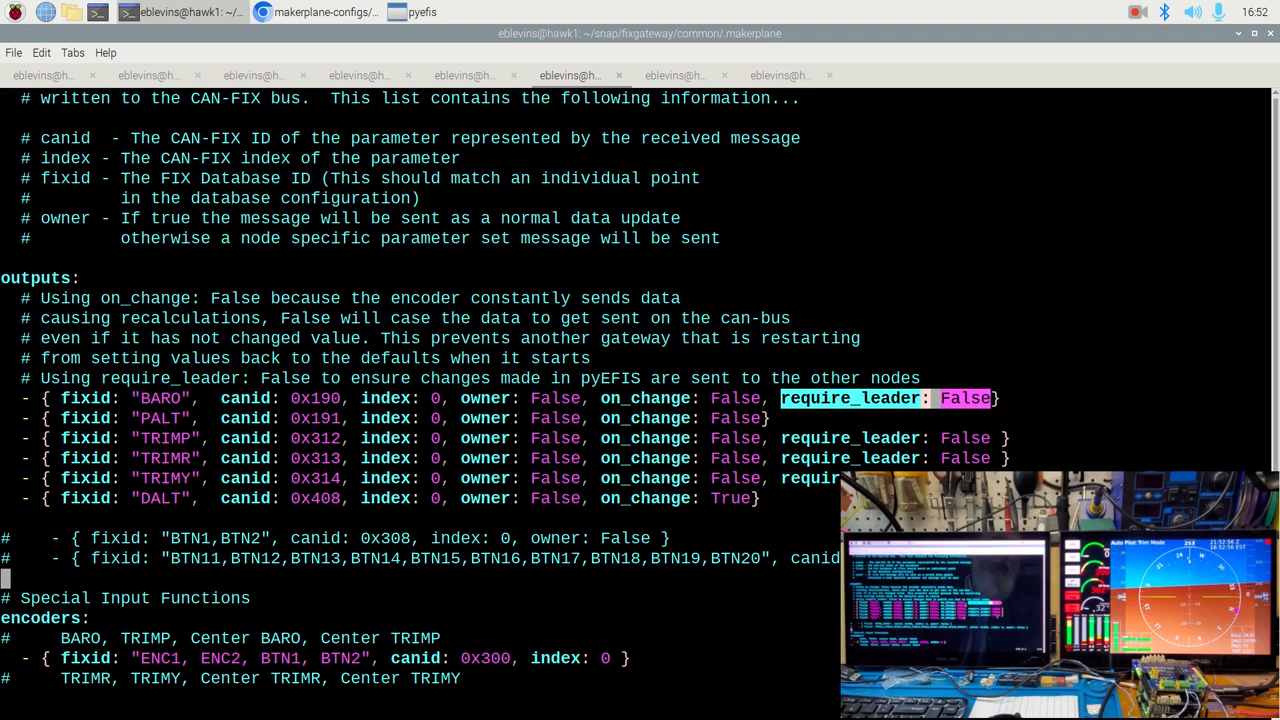 eblevins@hawk1: ~/... makerplane-configs/... pyefis 16:52
eblevins@hawk1: ~/snap/fixgateway/common/.makerplane
File Edit Tabs Help
eblevins@h... × eblevins@h... × eblevins@h... × eblevins@h... × eblevins@h... × eblevins@h... × eblevins@h... × eblevins@h... ×
# written to the CAN-FIX bus.  This list contains the following information...
# canid  - The CAN-FIX ID of the parameter represented by the received message
# index - The CAN-FIX index of the parameter
# fixid - The FIX Database ID (This should match an individual point
#         in the database configuration)
# owner - If true the message will be sent as a normal data update
#         otherwise a node specific parameter set message will be sent
outputs:
# Using on_change: False because the encoder constantly sends data
# causing recalculations, False will case the data to get sent on the can-bus
# even if it has not changed value. This prevents another gateway that is restarting
# from setting values back to the defaults when it starts
# Using require_leader: False to ensure changes made in pyEFIS are sent to the other nodes
- { fixid: "BARO",  canid: 0x190, index: 0, owner: False, on_change: False, require_leader: False}
- { fixid: "PALT",  canid: 0x191, index: 0, owner: False, on_change: False}
- { fixid: "TRIMP", canid: 0x312, index: 0, owner: False, on_change: False, require_leader: False }
- { fixid: "TRIMR", canid: 0x313, index: 0, owner: False, on_change: False, require_leader: False }
- { fixid: "TRIMY", canid: 0x314, index: 0, owner: False, on_change: False, requir
- { fixid: "DALT",  canid: 0x408, index: 0, owner: False, on_change: True}
#    - { fixid: "BTN1,BTN2", canid: 0x308, index: 0, owner: False }
#    - { fixid: "BTN11,BTN12,BTN13,BTN14,BTN15,BTN16,BTN17,BTN18,BTN19,BTN20", canid
# Special Input functions
encoders:
#     BARO, TRIMP, Center BARO, Center TRIMP
- { fixid: "ENC1, ENC2, BTN1, BTN2", canid: 0x300, index: 0 }
#     TRIMR, TRIMY, Center TRIMR, Center TRIMY
Auto Pilot: Trim Mode